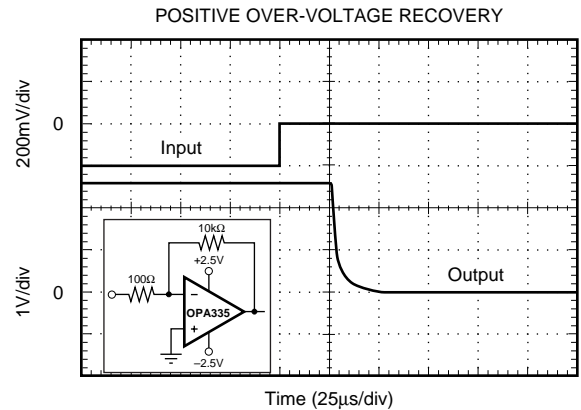 POSITIVE OVER-VOLTAGE RECOVERY
200mV/div
0
Input
10kΩ
+2.5V
100Ω
−
OPA335
+
−2.5V
1V/div
0
Output
Time (25µs/div)